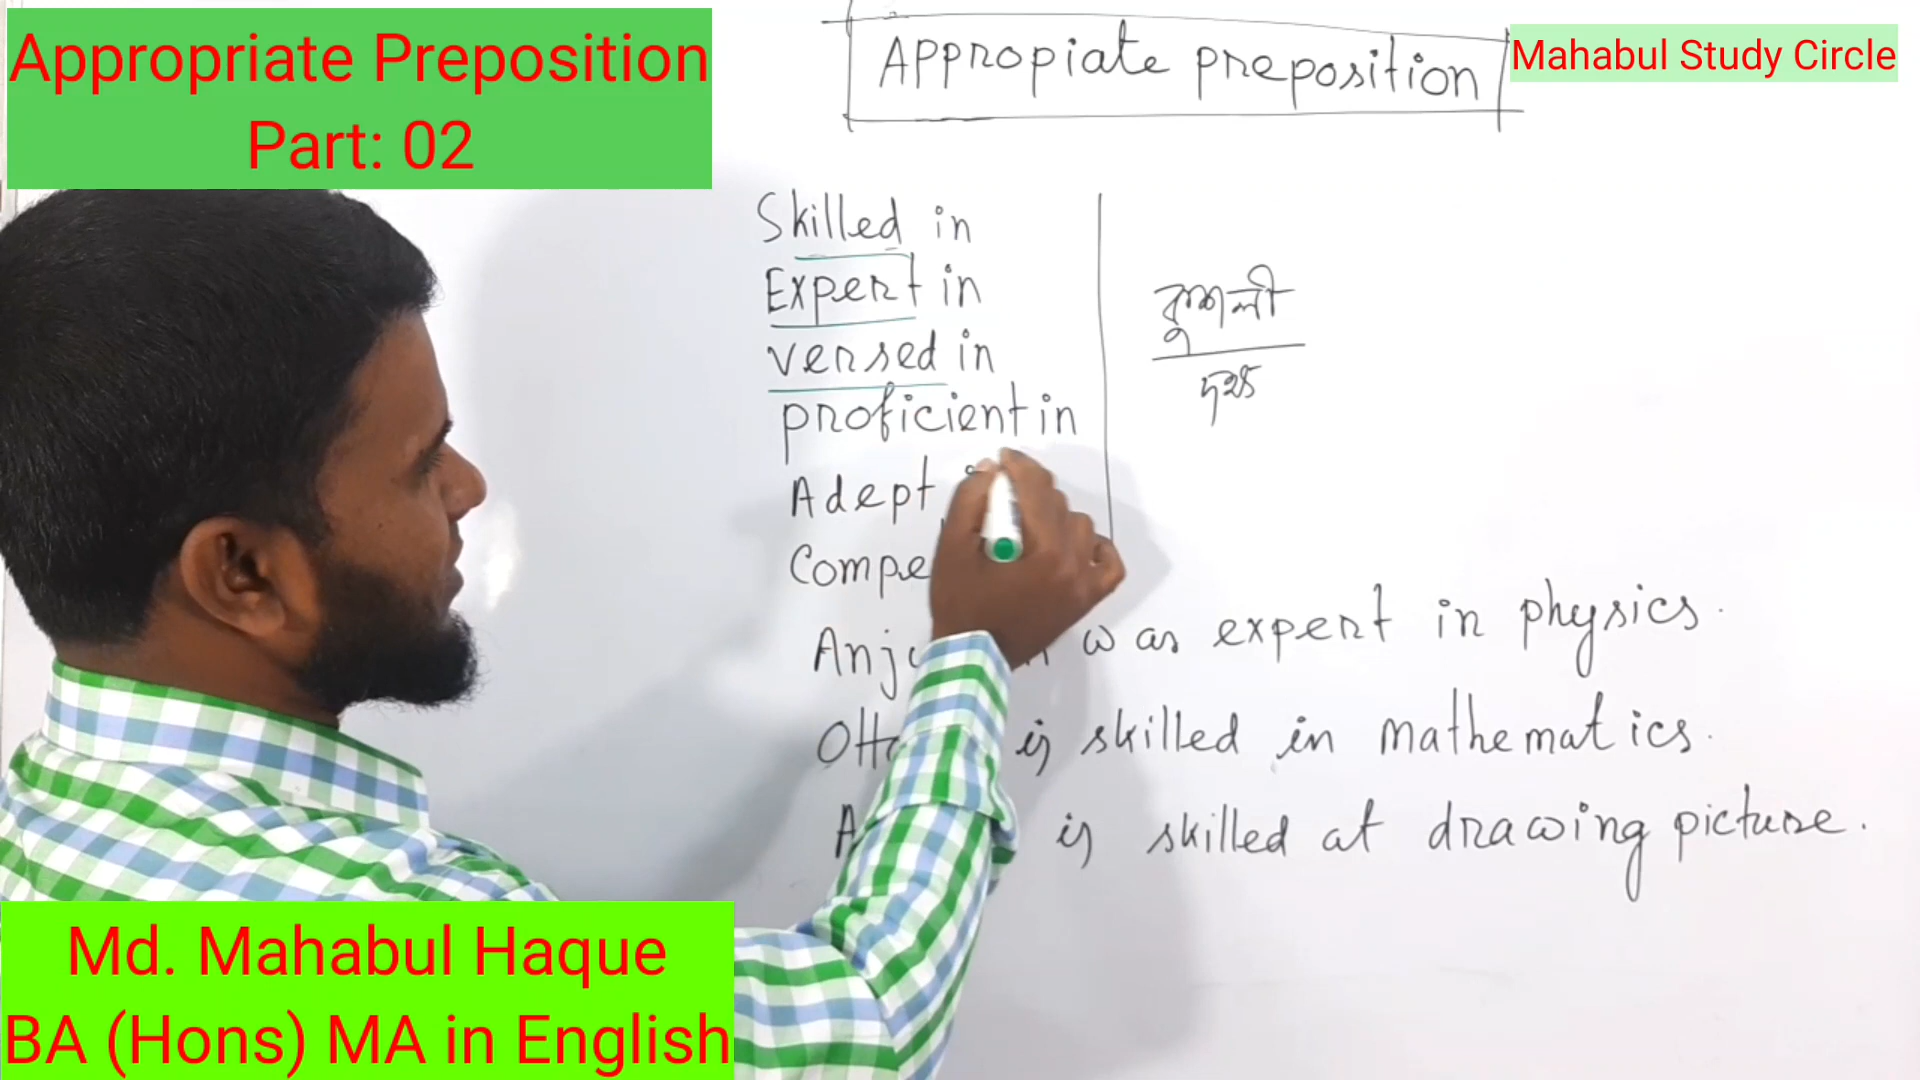 Appropriate Preposition
Part: 02
Appropiate preposition
Mahabul Study Circle
Skilled in
Expert in
versed in
proficient in
Adept
কুশলী
দক্ষ
was expert in physics.
is skilled in mathematics.
is skilled at drawing picture.
Md. Mahabul Haque
BA (Hons) MA in English